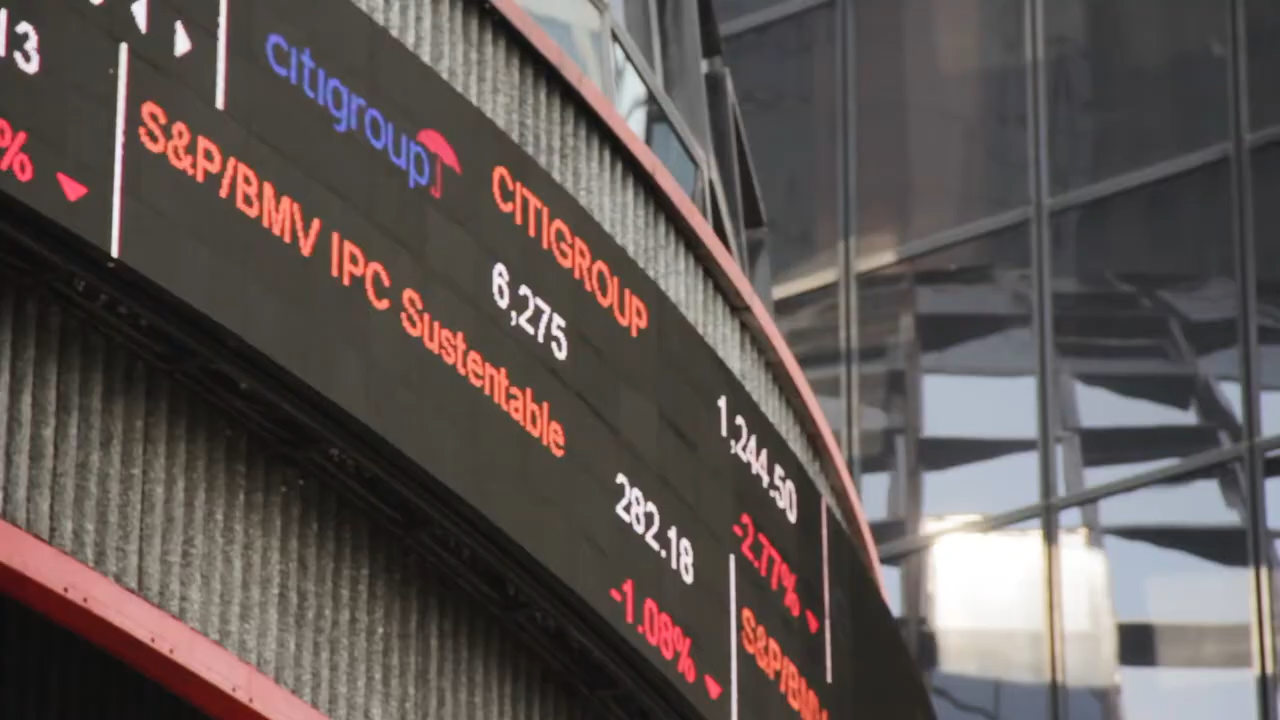 13
%
citigroup
CITIGROUP
6,275
1,244.50
-2.77%
S&P/BMV IPC Sustentable
282.18
-1.08%
S&P/BMV